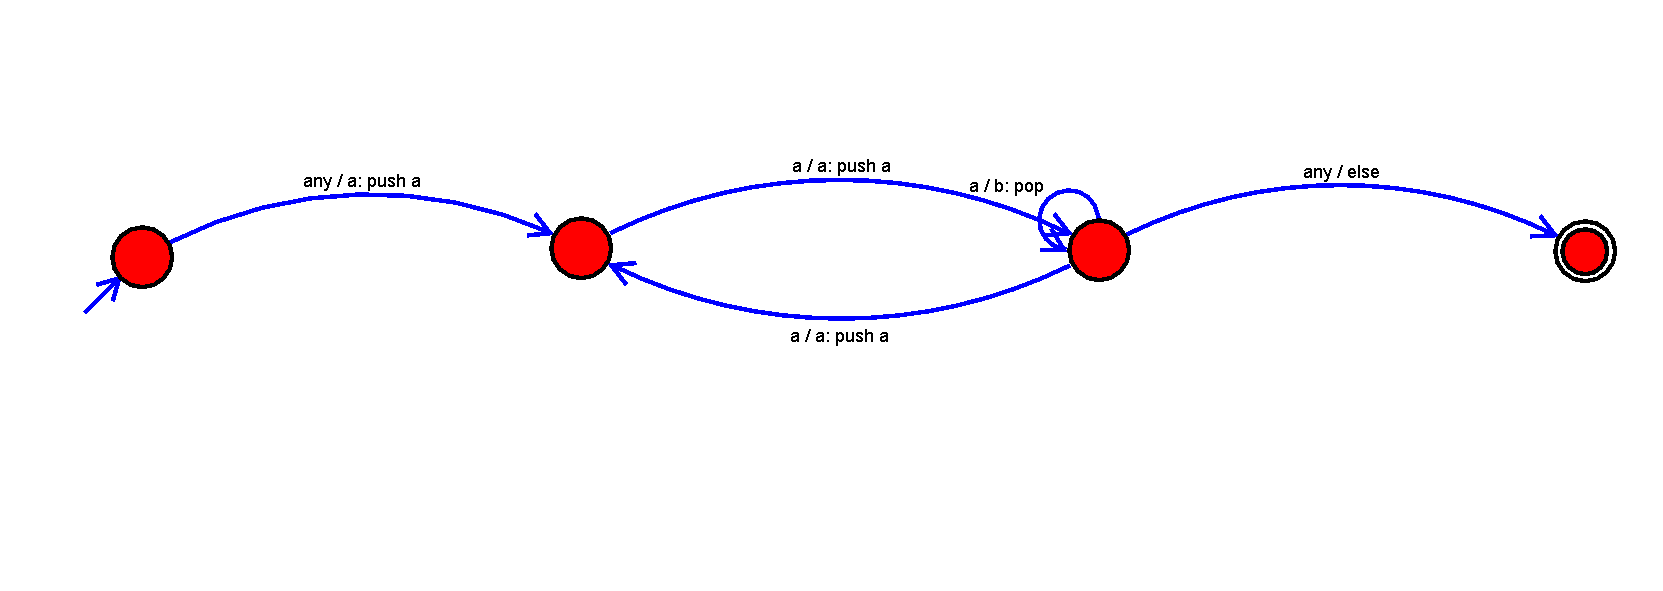 any / a: push a
a / a: push a
a / b: pop
any / else
a / a: push a